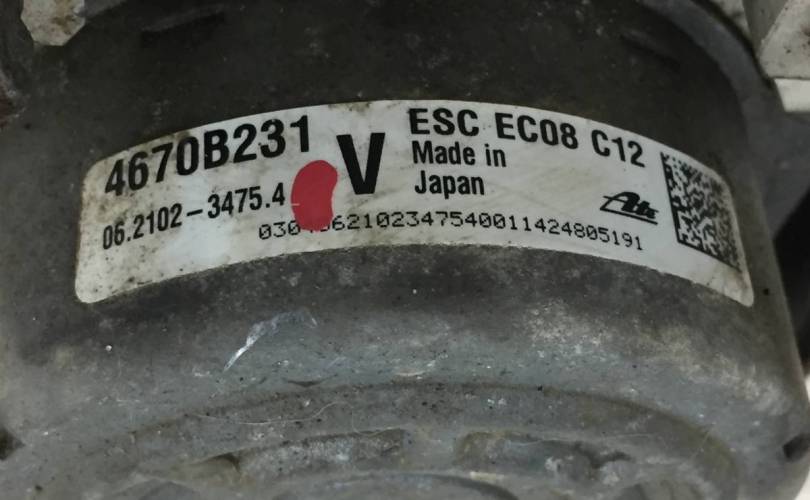 4670B231
V
ESC EC08 C12
Made in
Japan
06.2102-3475.4
Ate